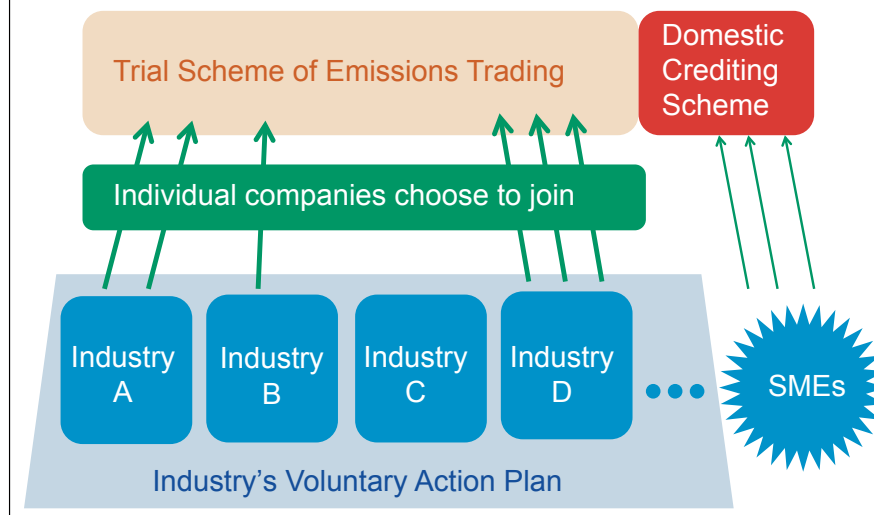 Trial Scheme of Emissions Trading
Domestic
Crediting
Scheme
Individual companies choose to join
Industry
A
Industry
B
Industry
C
Industry
D
SMEs
Industry's Voluntary Action Plan